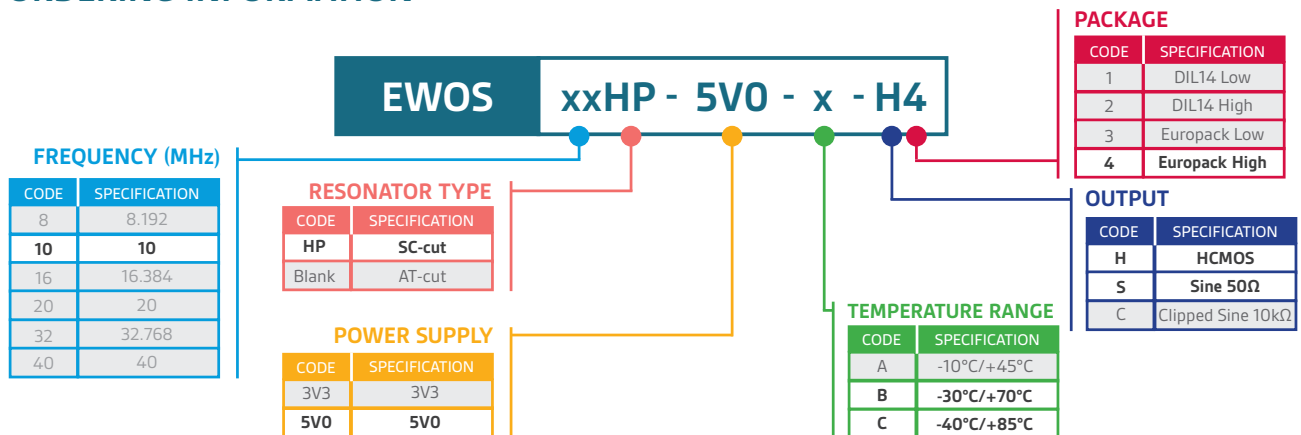 PACKAGE
CODE SPECIFICATION
1 DIL14 Low
2 DIL14 High
3 Europack Low
4 Europack High
EWOS xxHP - 5V0 - x - H4
FREQUENCY (MHz)
CODE SPECIFICATION
8 8.192
10 10
16 16.384
20 20
32 32.768
40 40
RESONATOR TYPE
CODE SPECIFICATION
HP SC-cut
Blank AT-cut
OUTPUT
CODE SPECIFICATION
H HCMOS
S Sine 50Ω
C Clipped Sine 10kΩ
POWER SUPPLY
CODE SPECIFICATION
3V3 3V3
5V0 5V0
TEMPERATURE RANGE
CODE SPECIFICATION
A -10°C/+45°C
B -30°C/+70°C
C -40°C/+85°C